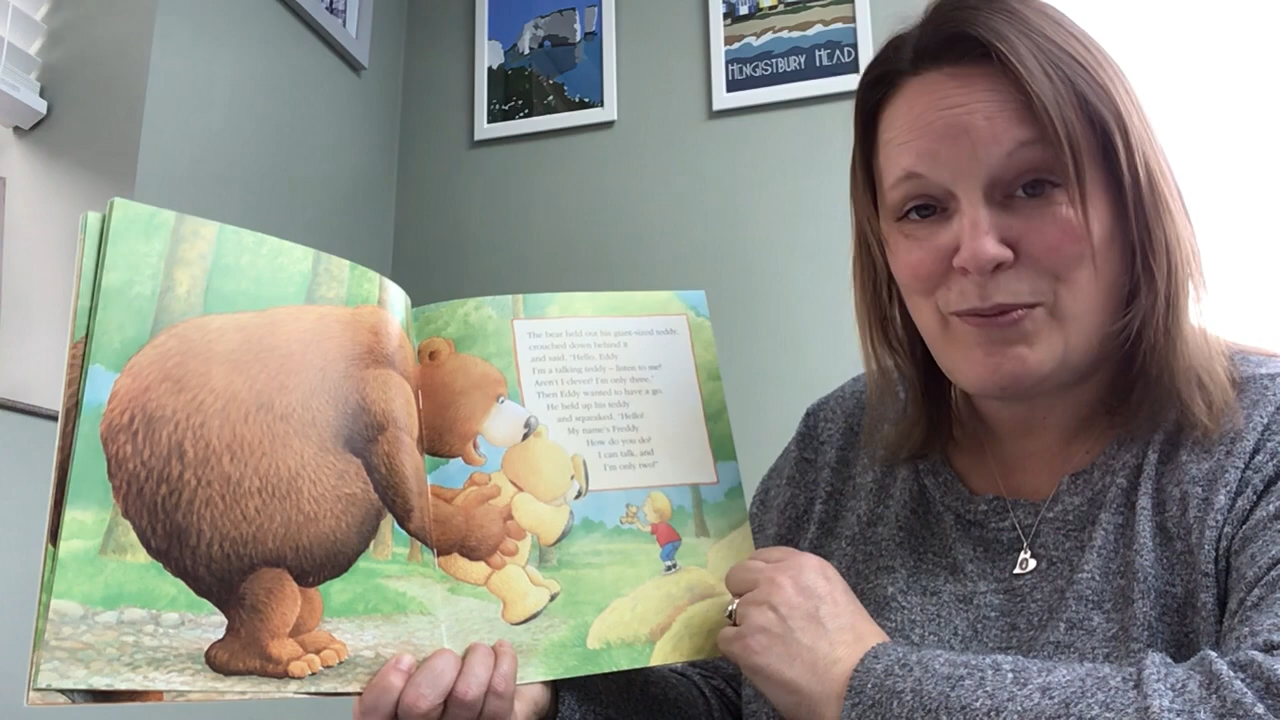 HENGISTBURY HEAD
The bear held out his giant-sized teddy,
crouched down behind it
and said, "Hello, Eddy
I'm a talking teddy – listen to me!
Aren't I clever? I'm only three."
Then Eddy wanted to have a go.
He held up his teddy
and squeaked, "Hello!
My name's Freddy
How do you do?
I can talk, and
I'm only two!"